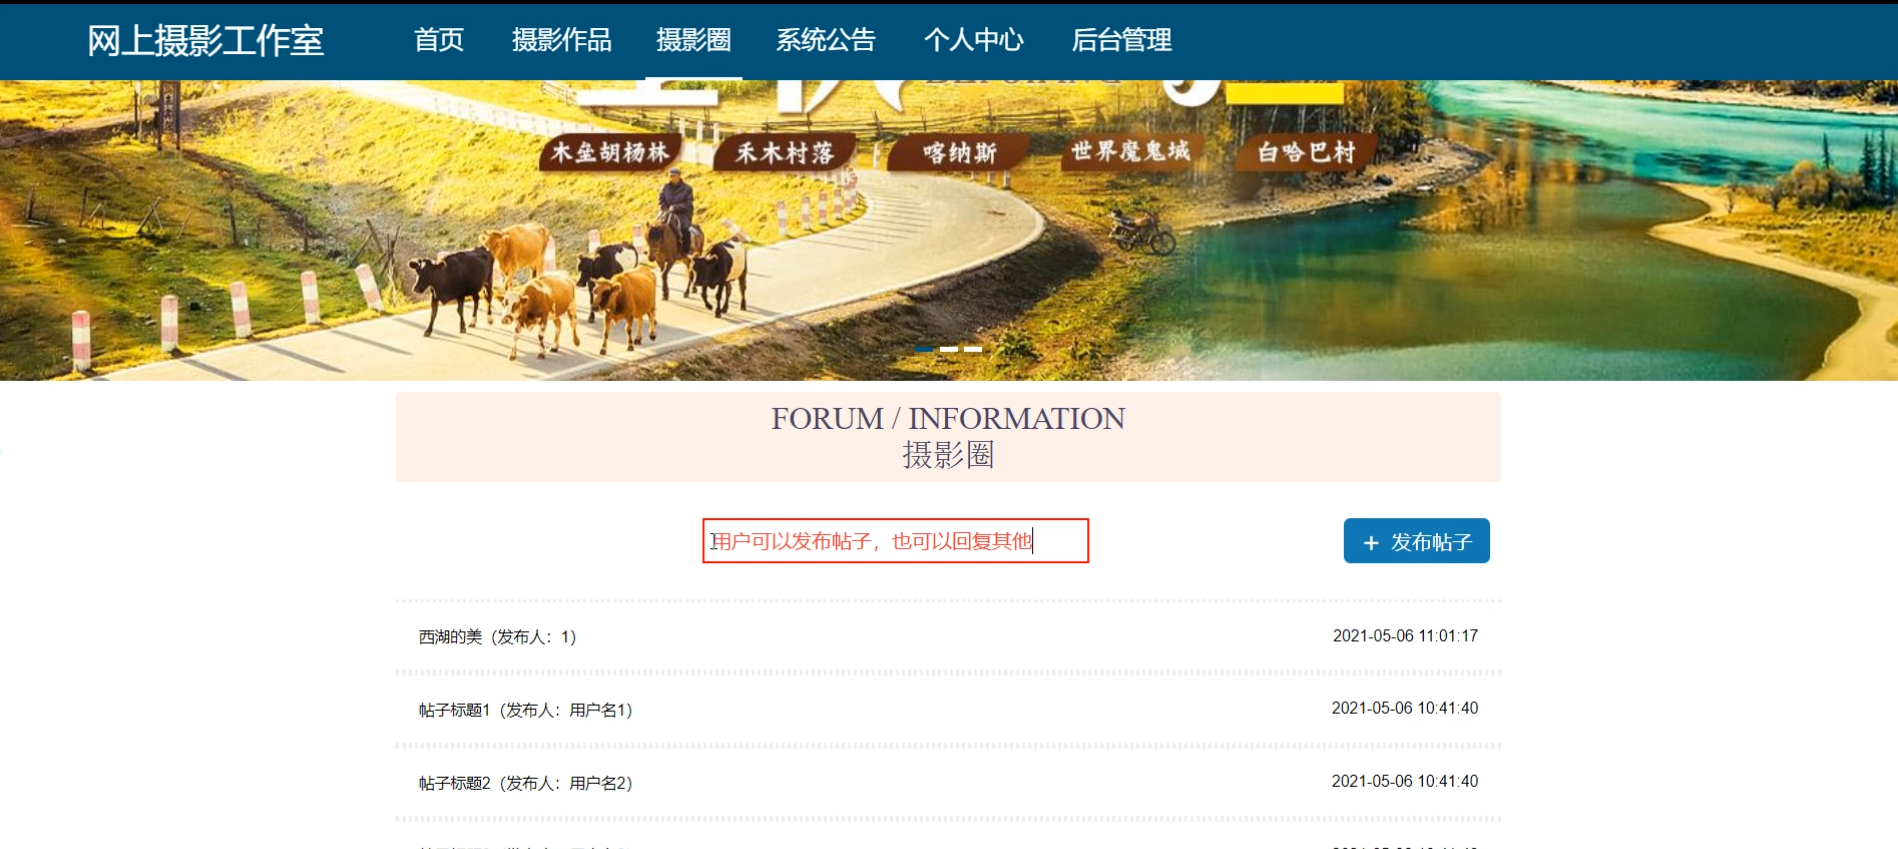 网上摄影工作室 首页 摄影作品 摄影圈 系统公告 个人中心 后台管理
木垒胡杨林 禾木村落 喀纳斯 世界魔鬼城 白哈巴村
FORUM / INFORMATION
摄影圈
用户可以发布帖子，也可以回复其他
+ 发布帖子
西湖的美（发布人：1） 2021-05-06 11:01:17
帖子标题1（发布人：用户名1） 2021-05-06 10:41:40
帖子标题2（发布人：用户名2） 2021-05-06 10:41:40